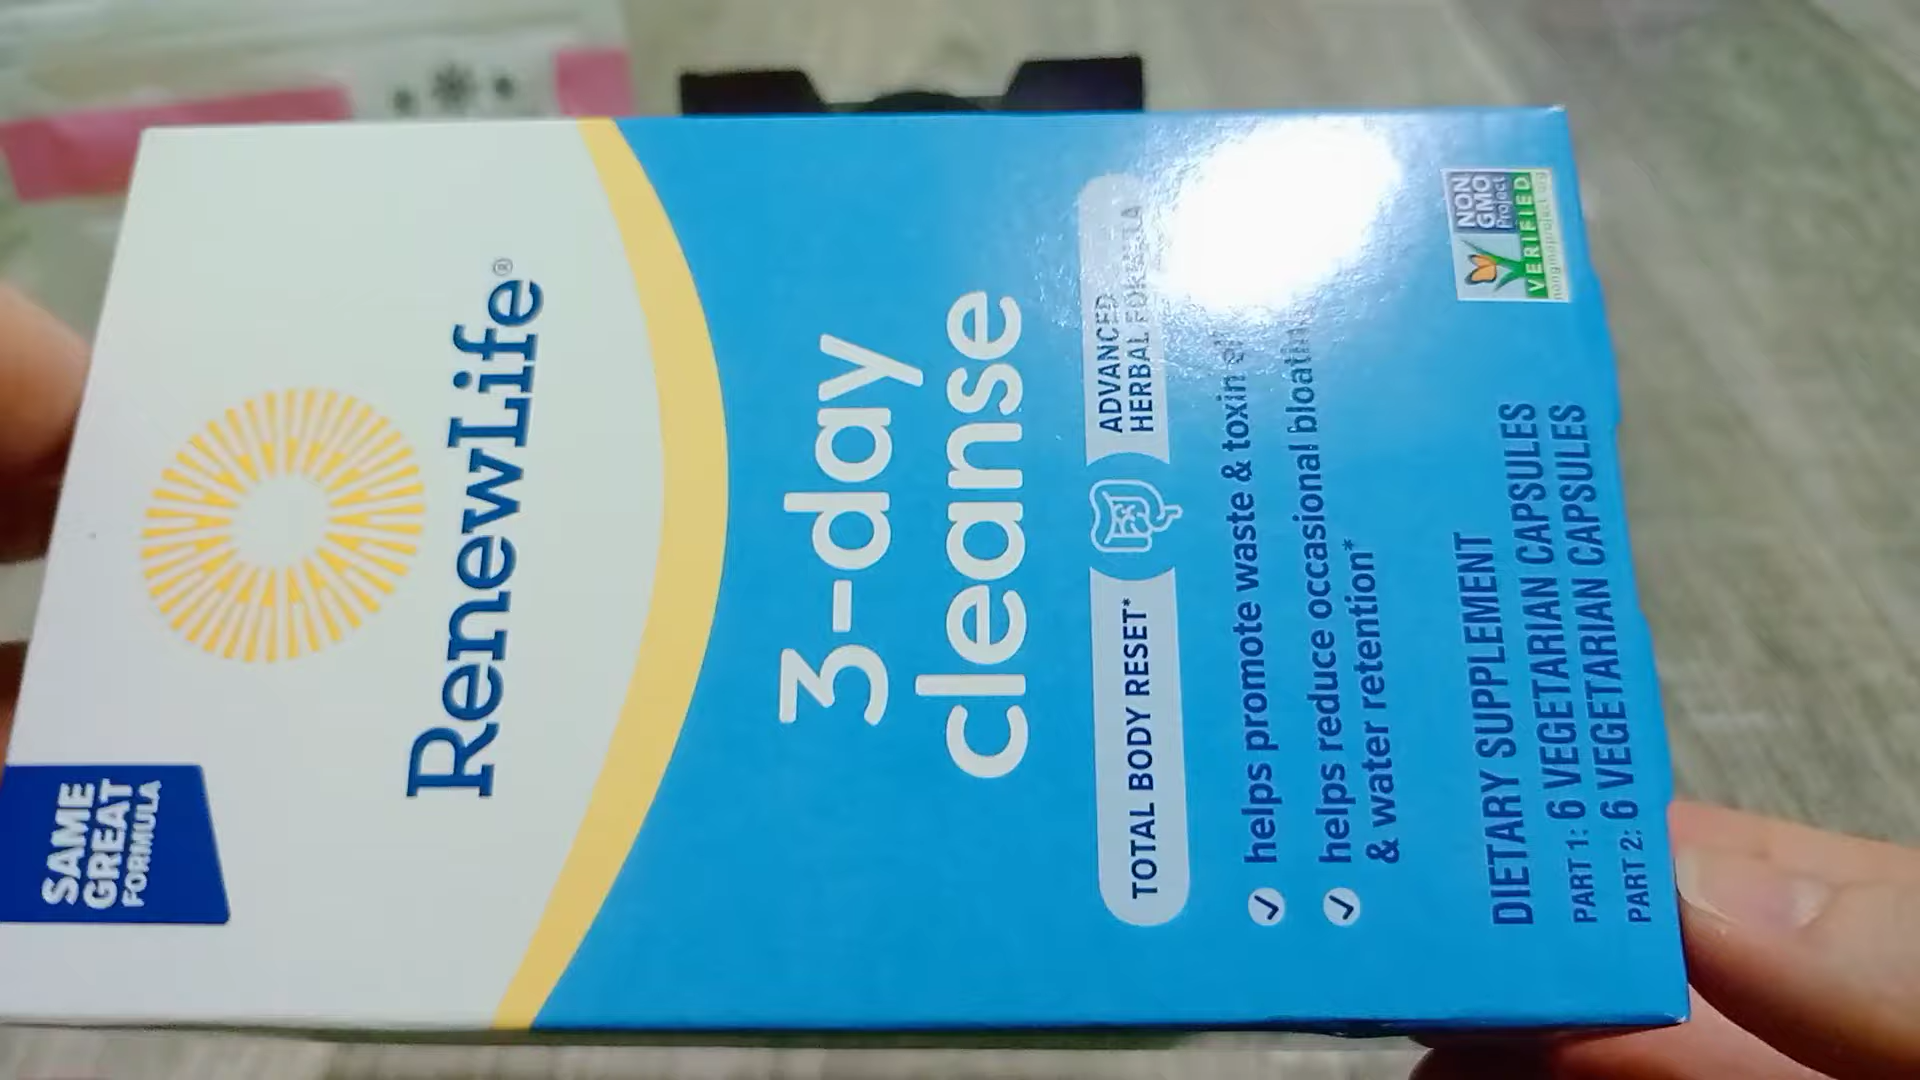 SAME
GREAT
FORMULA
RenewLife®
3-day
cleanse
TOTAL BODY RESET*
ADVANCED
HERBAL FORMULA
helps promote waste & toxin
helps reduce occasional
& water retention*
DIETARY SUPPLEMENT
PART 1: 6 VEGETARIAN CAPSULES
PART 2: 6 VEGETARIAN CAPSULES
NON
GMO
Project
VERIFIED
nongmoproject.org